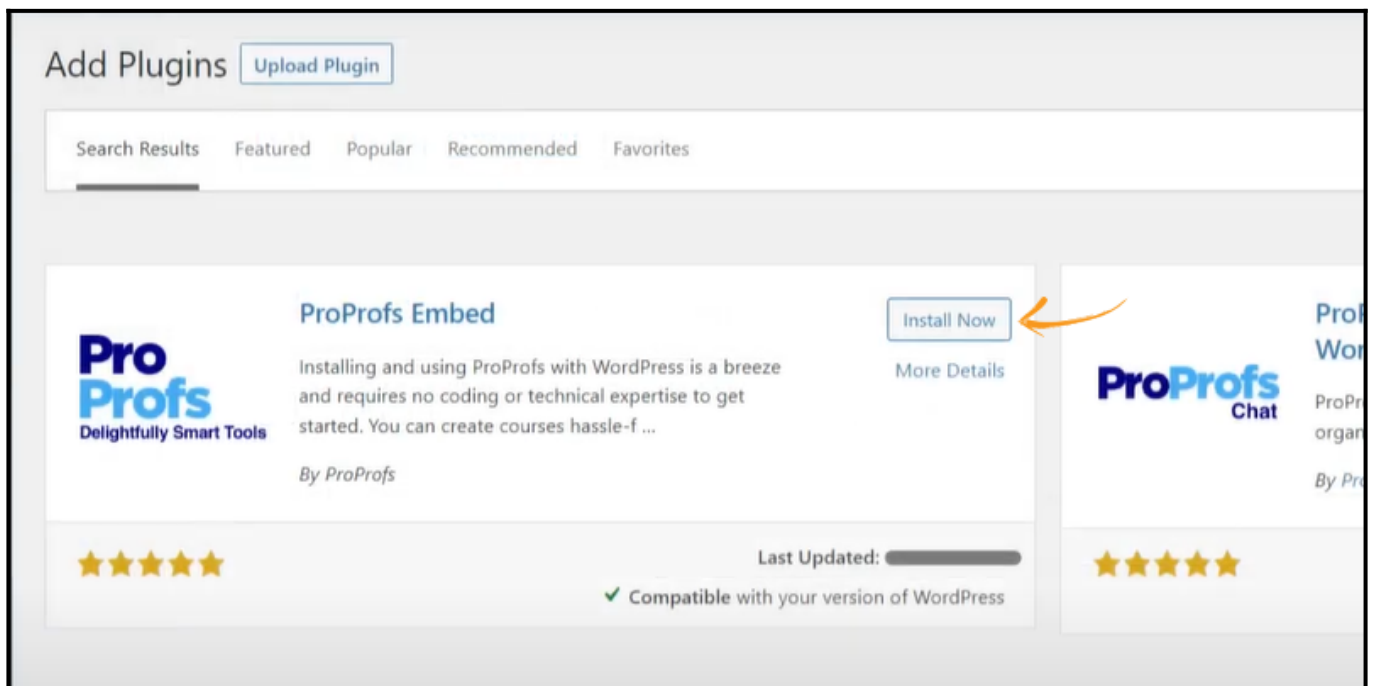 Add Plugins Upload Plugin
Search Results Featured Popular Recommended Favorites
Pro
Profs
Delightfully Smart Tools
ProProfs Embed
Installing and using ProProfs with WordPress is a breeze
and requires no coding or technical expertise to get
started. You can create courses hassle-f ...
By ProProfs
Install Now
More Details
Last Updated:
Compatible with your version of WordPress
ProProfs
Chat
By